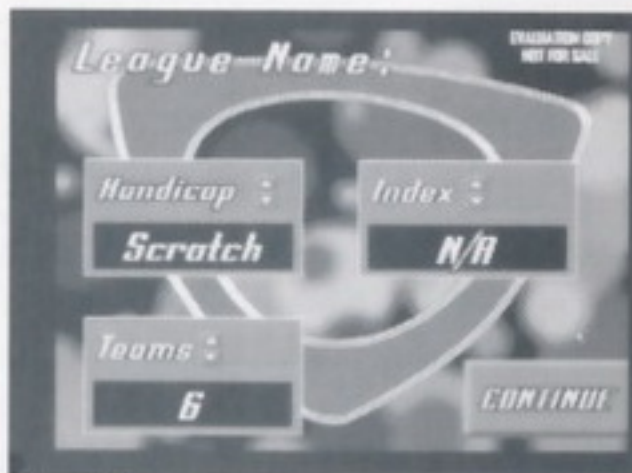 EVALUATION COPY
NOT FOR SALE
League Name:
Handicap
Index
Scratch
N/A
Teams
6
CONTINUE